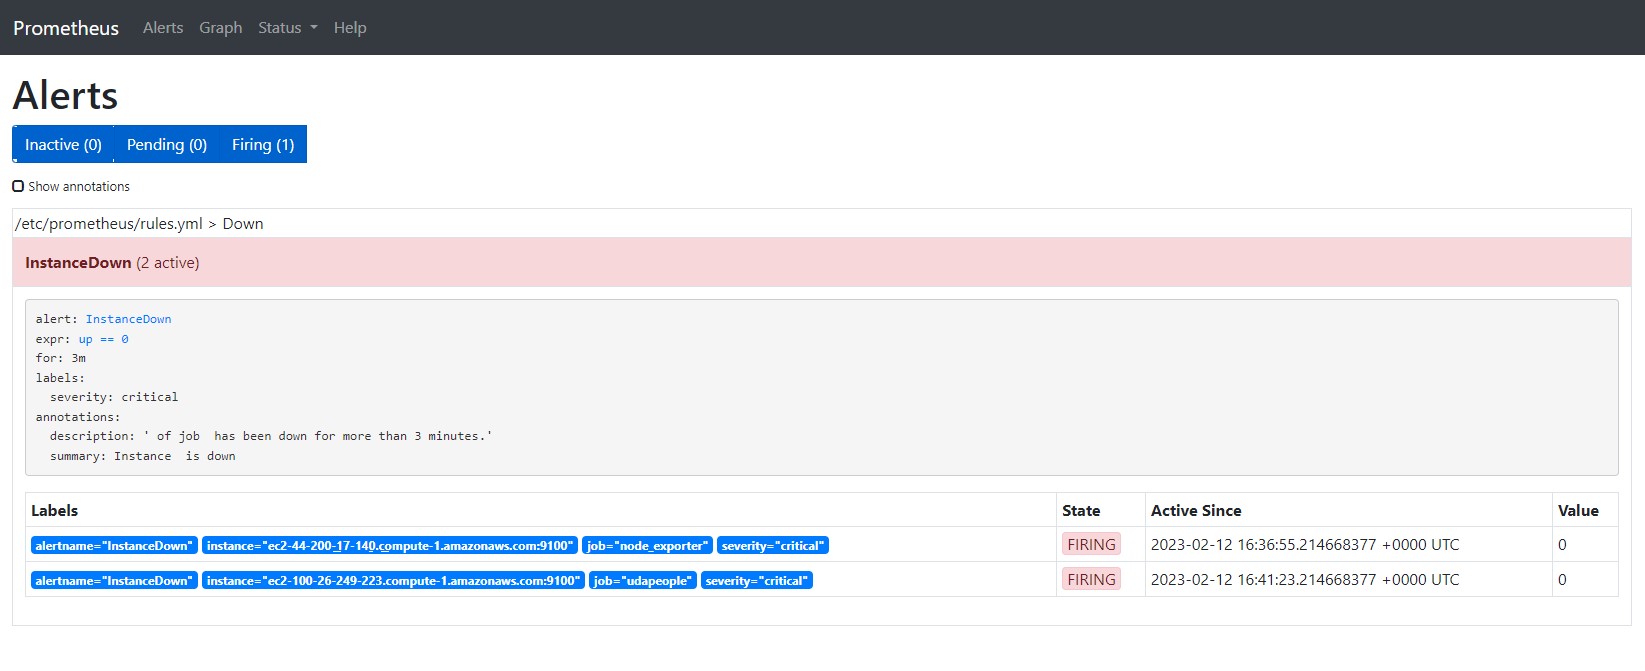 Prometheus Alerts Graph Status Help
Alerts
Inactive (0) Pending (0) Firing (1)
Show annotations
/etc/prometheus/rules.yml > Down
InstanceDown (2 active)
alert: InstanceDown
expr: up == 0
for: 3m
labels:
  severity: critical
annotations:
  description: ' of job  has been down for more than 3 minutes.'
  summary: Instance  is down
Labels State Active Since Value
alertname="InstanceDown" instance="ec2-44-200-17-140.compute-1.amazonaws.com:9100" job="node_exporter" severity="critical" FIRING 2023-02-12 16:36:55.214668377 +0000 UTC 0
alertname="InstanceDown" instance="ec2-100-26-249-223.compute-1.amazonaws.com:9100" job="udapeople" severity="critical" FIRING 2023-02-12 16:41:23.214668377 +0000 UTC 0